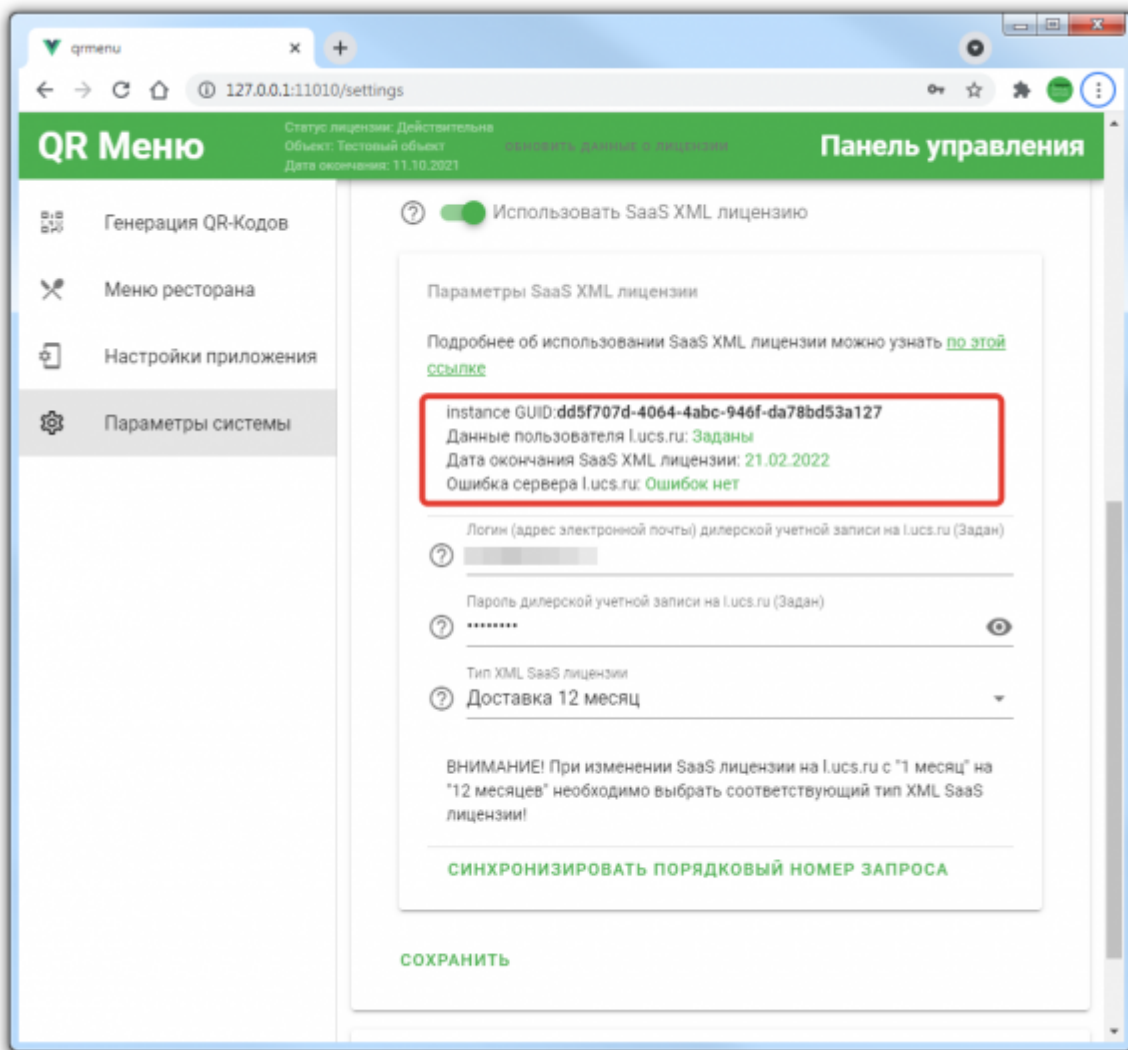 qrmenu
127.0.0.1:11010/settings
QR Меню
Статус лицензии: Действительна
Объект: Тестовый объект
Дата окончания: 11.10.2021
ОБНОВИТЬ ДАННЫЕ О ЛИЦЕНЗИИ
Панель управления
Генерация QR-Кодов
Меню ресторана
Настройки приложения
Параметры системы
Использовать SaaS XML лицензию
Параметры SaaS XML лицензии
Подробнее об использовании SaaS XML лицензии можно узнать по этой
ссылке
instance GUID:dd5f707d-4064-4abc-946f-da78bd53a127
Данные пользователя l.ucs.ru: Заданы
Дата окончания SaaS XML лицензии: 21.02.2022
Ошибка сервера l.ucs.ru: Ошибок нет
Логин (адрес электронной почты) дилерской учетной записи на l.ucs.ru (Задан)
Пароль дилерской учетной записи на l.ucs.ru (Задан)
••••••••
Тип XML SaaS лицензии
Доставка 12 месяц
ВНИМАНИЕ! При изменении SaaS лицензии на l.ucs.ru с "1 месяц" на
"12 месяцев" необходимо выбрать соответствующий тип XML SaaS
лицензии!
СИНХРОНИЗИРОВАТЬ ПОРЯДКОВЫЙ НОМЕР ЗАПРОСА
СОХРАНИТЬ